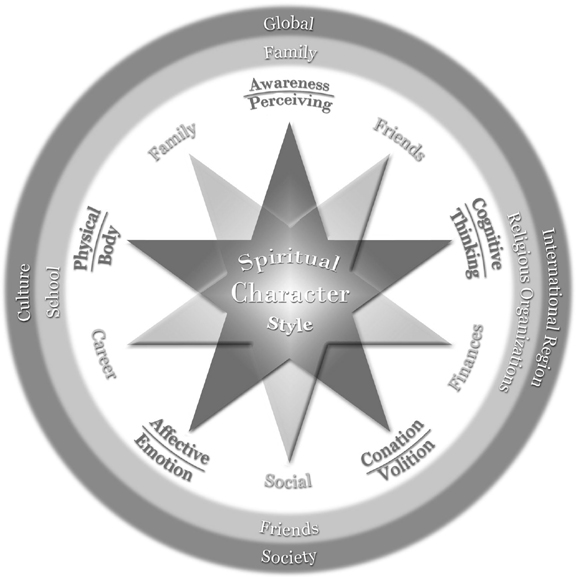 Global
Family
Awareness
Perceiving
Family
Friends
Physical
Body
Cognitive
Thinking
Culture
School
Religious Organizations
International Region
Spiritual
Character
Style
Career
Finances
Affective
Emotion
Conation
Volition
Social
Friends
Society